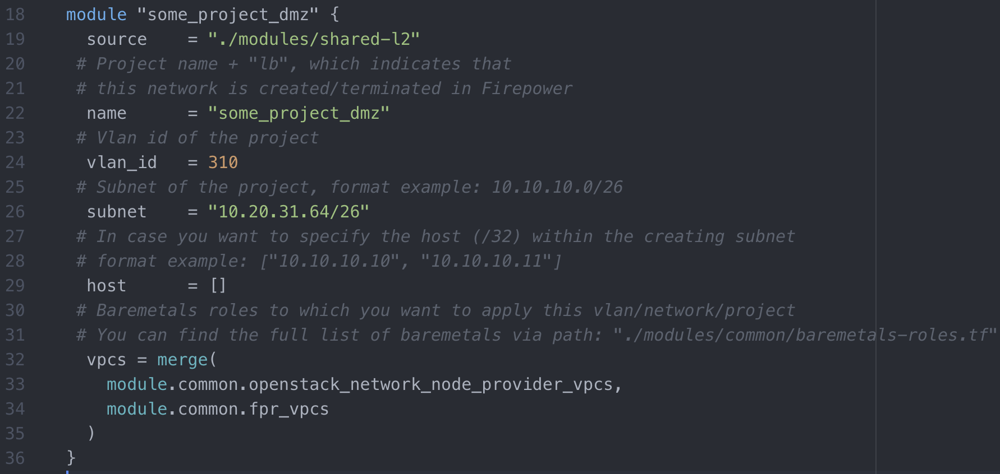 18 module "some_project_dmz" {
19 source = "./modules/shared-l2"
20 # Project name + "lb", which indicates that
21 # this network is created/terminated in Firepower
22 name = "some_project_dmz"
23 # Vlan id of the project
24 vlan_id = 310
25 # Subnet of the project, format example: 10.10.10.0/26
26 subnet = "10.20.31.64/26"
27 # In case you want to specify the host (/32) within the creating subnet
28 # format example: ["10.10.10.10", "10.10.10.11"]
29 host = []
30 # Baremetals roles to which you want to apply this vlan/network/project
31 # You can find the full list of baremetals via path: "./modules/common/baremetals-roles.tf"
32 vpcs = merge(
33 module.common.openstack_network_node_provider_vpcs,
34 module.common.fpr_vpcs
35 )
36 }